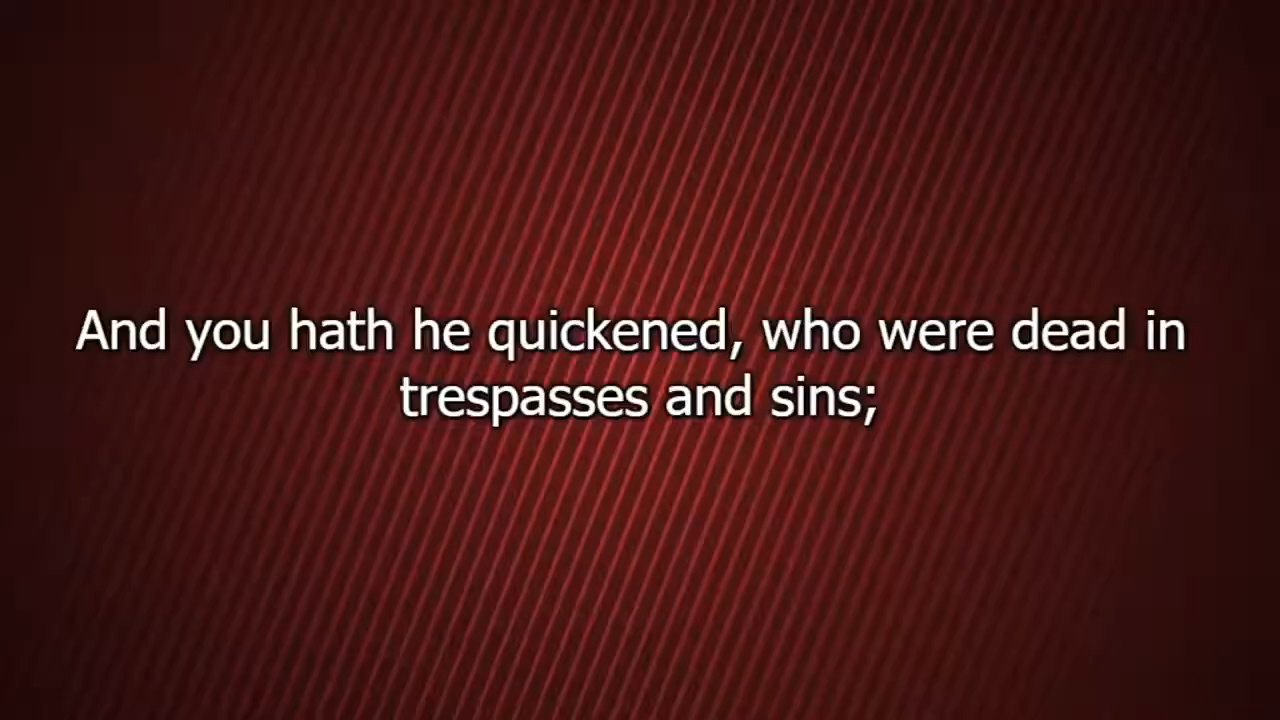 And you hath he quickened, who were dead in
trespasses and sins;